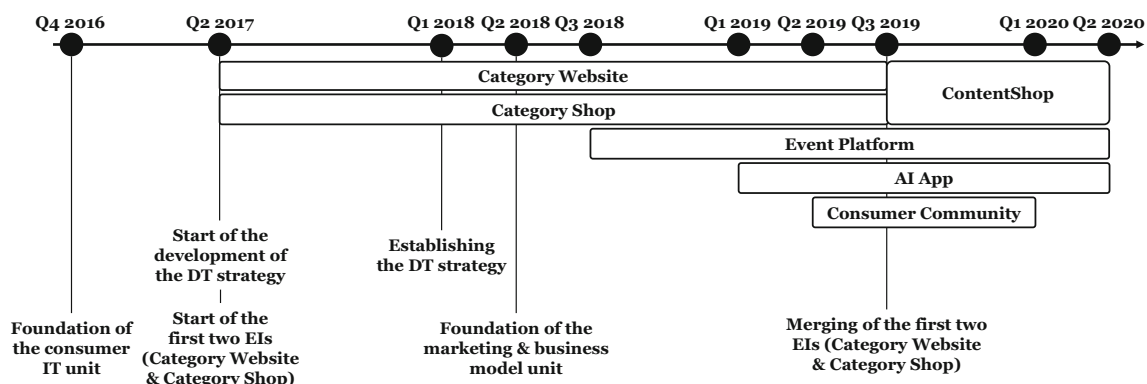 Q4 2016 Q2 2017 Q1 2018 Q2 2018 Q3 2018 Q1 2019 Q2 2019 Q3 2019 Q1 2020 Q2 2020
Category Website
ContentShop
Category Shop
Event Platform
AI App
Consumer Community
Start of the
development of
the DT strategy
Establishing
the DT strategy
Foundation of
the consumer
IT unit
Start of the
first two EIs
(Category Website
& Category Shop)
Foundation of the
marketing & business
model unit
Merging of the first two
EIs (Category Website
& Category Shop)